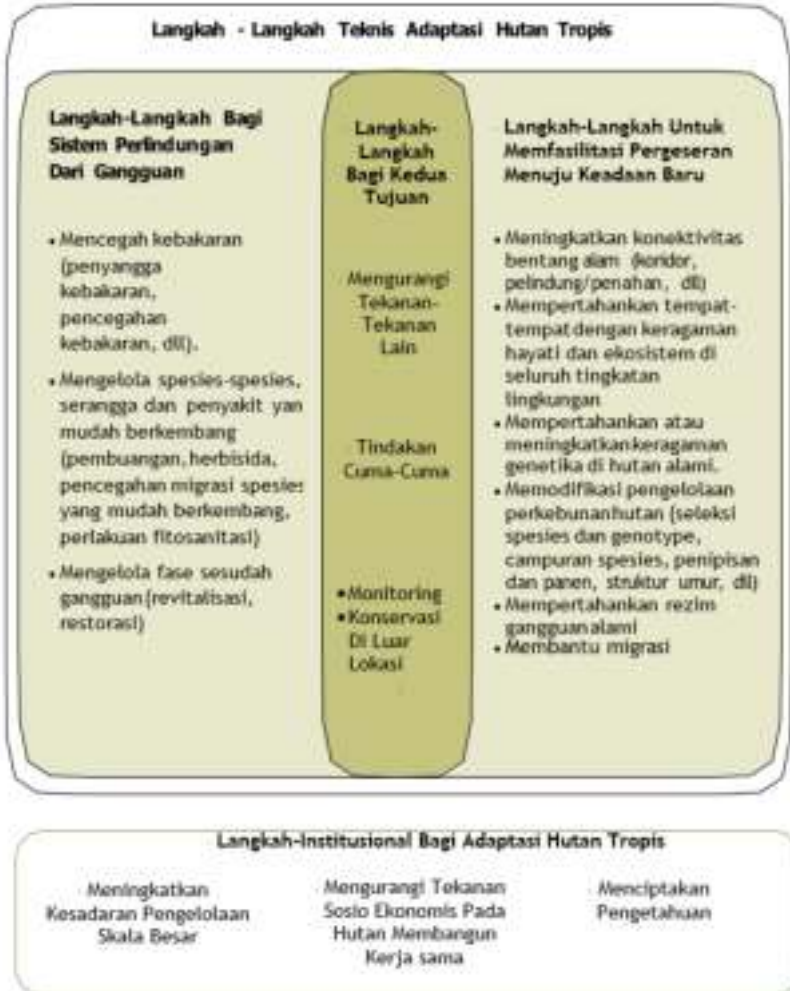 Langkah - Langkah Teknis Adaptasi Hutan Tropis
Langkah-Langkah Bagi
Sistem Perlindungan
Dari Gangguan
• Mencegah kebakaran
(penyangga
kebakaran,
pencegahan
kebakaran, dll).
• Mengelola spesies-spesies,
serangga dan penyakit yan
mudah berkembang
(pembuangan, herbisida,
pencegahan migrasi spesies
yang mudah berkembang,
perlakuan fitosanitasi)
• Mengelola fase sesudah
gangguan (revitalisasi,
restorasi)
Langkah-
Langkah
Bagi Kedua
Tujuan
Mengurangi
Tekanan-
Tekanan
Lain
Tindakan
Cuma-Cuma
•Monitoring
•Konservasi
Di Luar
Lokasi
Langkah-Langkah Untuk
Memfasilitasi Pergeseran
Menuju Keadaan Baru
• Meningkatkan konektivitas
bentang alam (koridor,
pelindung/penahan, dll)
• Mempertahankan tempat-
tempat dengan keragaman
hayati dan ekosistem di
seluruh tingkatan
lingkungan
• Mempertahankan atau
meningkatkan keragaman
genetika di hutan alami.
• Memodifikasi pengelolaan
perkebunan hutan (seleksi
spesies dan genotype,
campuran spesies, penipisan
dan panen, struktur umur, dll)
• Mempertahankan rezim
gangguan alami
• Membantu migrasi
Langkah-Institusional Bagi Adaptasi Hutan Tropis
Meningkatkan
Kesadaran Pengelolaan
Skala Besar
Mengurangi Tekanan
Sosio Ekonomis Pada
Hutan Membangun
Kerja sama
Menciptakan
Pengetahuan